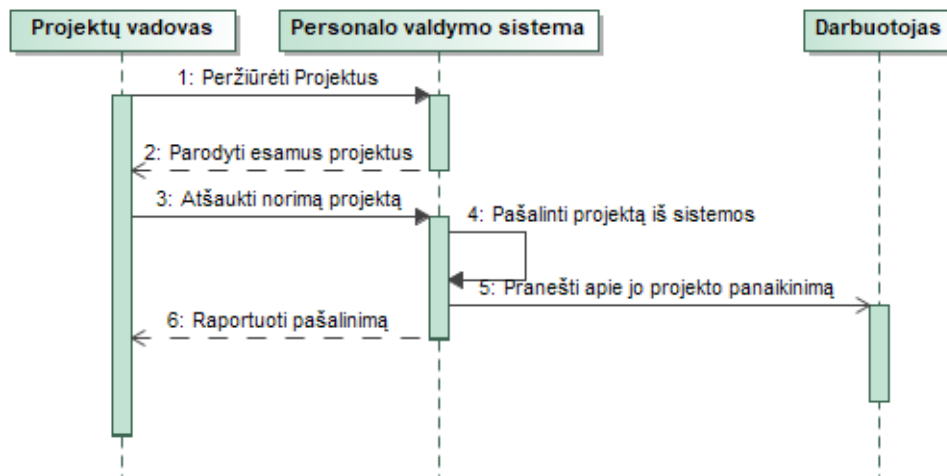 Projektų vadovas
Personalo valdymo sistema
Darbuotojas
1: Peržiūrėti Projektus
2: Parodyti esamus projektus
3: Atšaukti norimą projektą
4: Pašalinti projektą iš sistemos
5: Pranešti apie jo projekto panaikinimą
6: Raportuoti pašalinimą